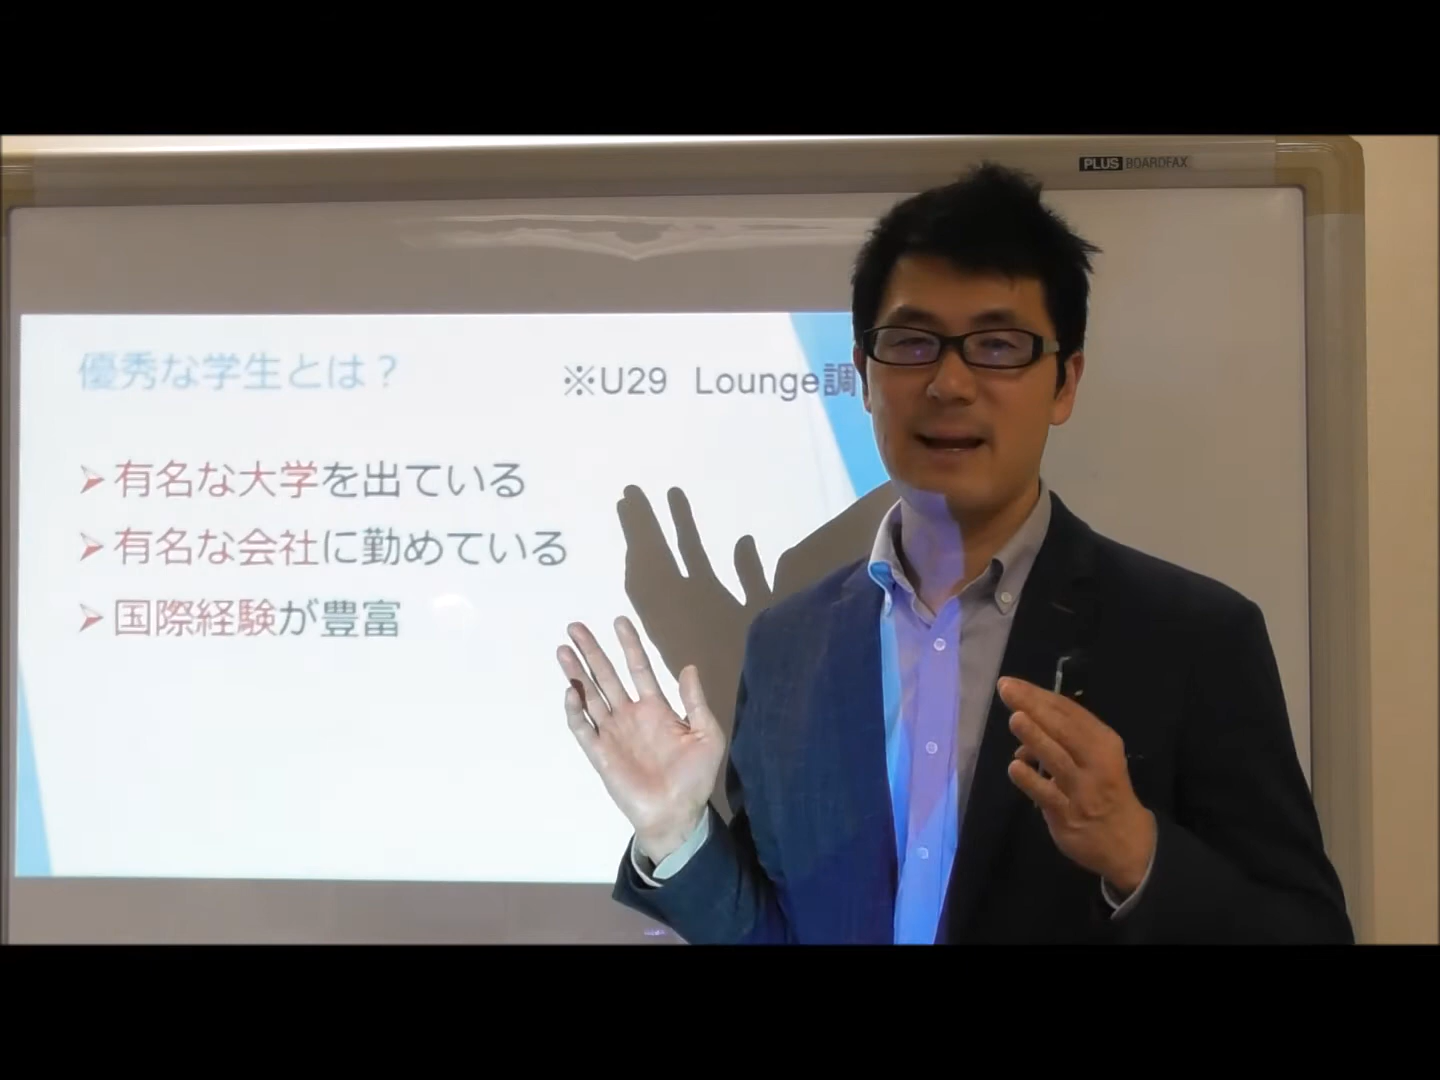 PLUS BOARDFAX
優秀な学生とは？
※U29 Lounge調
➢有名な大学を出ている
➢有名な会社に勤めている
➢国際経験が豊富